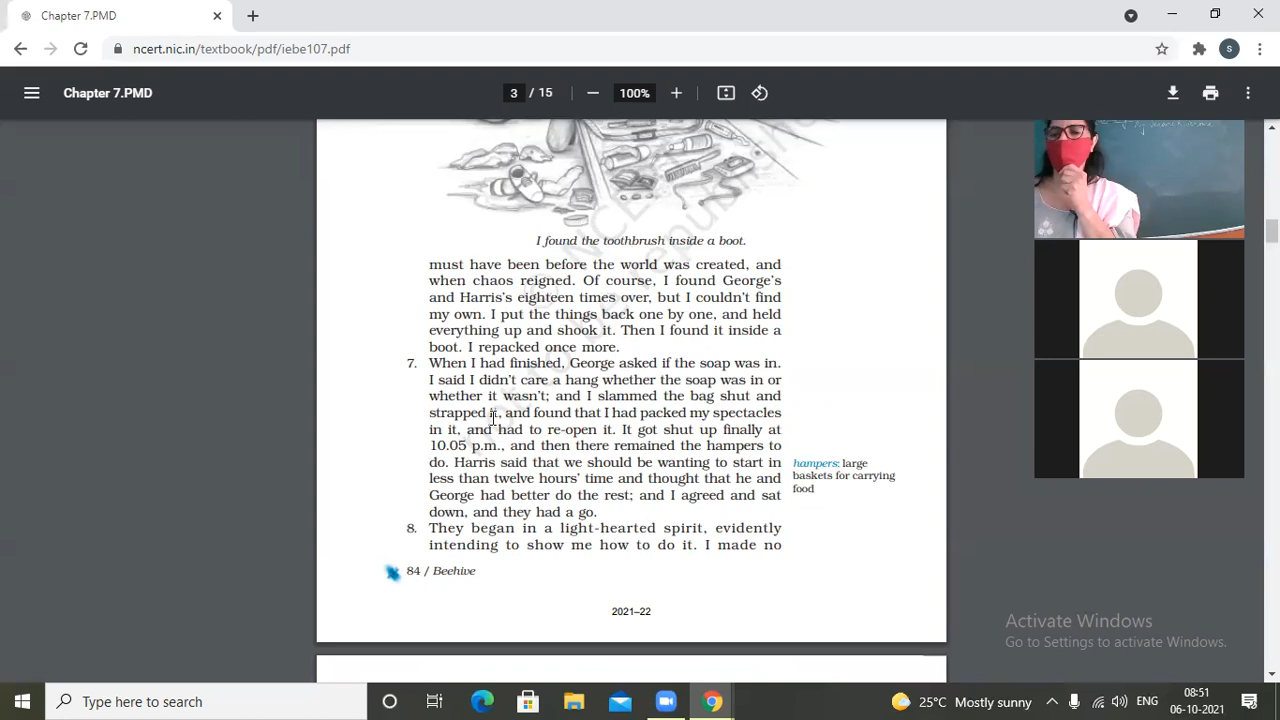 Chapter 7.PMD
ncert.nic.in/textbook/pdf/iebe107.pdf
S
Chapter 7.PMD
3 / 15
100%
I found the toothbrush inside a boot.
must have been before the world was created, and
when chaos reigned. Of course, I found George's
and Harris's eighteen times over, but I couldn't find
my own. I put the things back one by one, and held
everything up and shook it. Then I found it inside a
boot. I repacked once more.
7. When I had finished, George asked if the soap was in.
I said I didn't care a hang whether the soap was in or
whether it wasn't; and I slammed the bag shut and
strapped it, and found that I had packed my spectacles
in it, and had to re-open it. It got shut up finally at
10.05 p.m., and then there remained the hampers to
do. Harris said that we should be wanting to start in
less than twelve hours' time and thought that he and
George had better do the rest; and I agreed and sat
down, and they had a go.
hampers: large
baskets for carrying
food
8. They began in a light-hearted spirit, evidently
intending to show me how to do it. I made no
84 / Beehive
2021–22
© NCE
not to be republi
Activate Windows
Go to Settings to activate Windows.
Type here to search
25°C Mostly sunny
ENG
08:51
06-10-2021